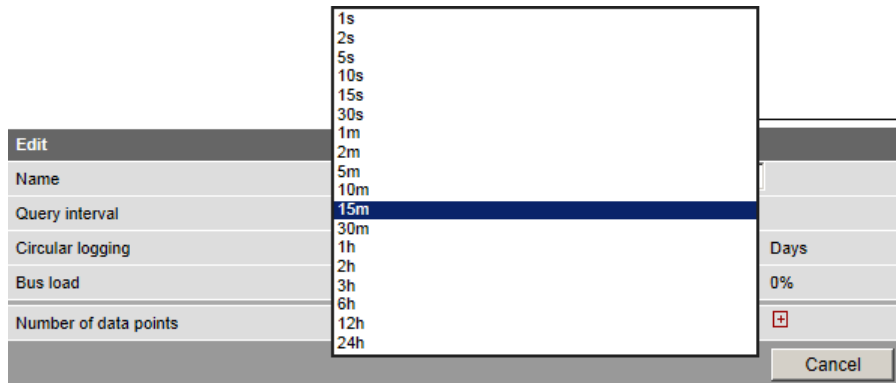 1s
2s
5s
10s
15s
30s
1m
2m
5m
10m
15m
30m
1h
2h
3h
6h
12h
24h
Edit
Name
Query interval
Circular logging
Days
Bus load
0%
Number of data points
Cancel